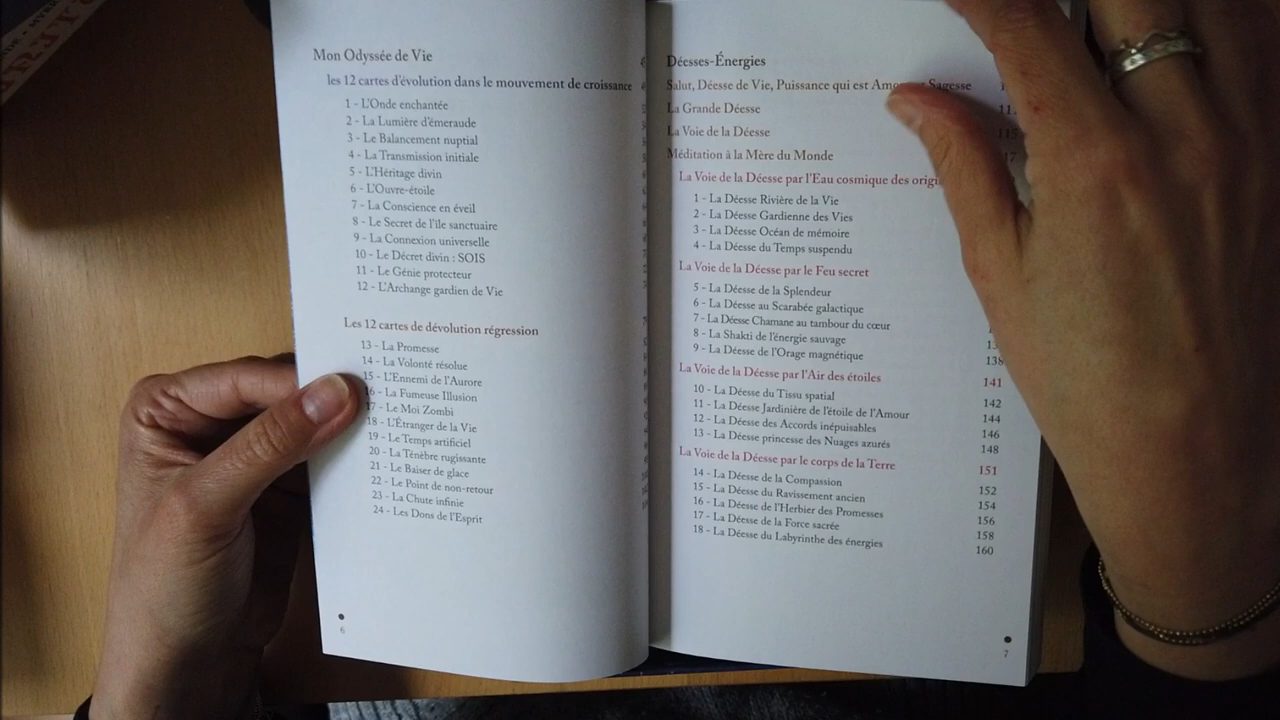 Mon Odyssée de Vie
les 12 cartes d'évolution dans le mouvement de croissance
1 - L'Onde enchantée
2 - La Lumière d'émeraude
3 - Le Balancement nuptial
4 - La Transmission initiale
5 - L'Héritage divin
6 - L'Ouvre-étoile
7 - La Conscience en éveil
8 - Le Secret de l'île sanctuaire
9 - La Connexion universelle
10 - Le Décret divin : SOIS
11 - Le Génie protecteur
12 - L'Archange gardien de Vie
Les 12 cartes de dévolution régression
13 - La Promesse
14 - La Volonté résolue
15 - L'Ennemi de l'Aurore
16 - La Fumeuse Illusion
17 - Le Moi Zombi
18 - L'Étranger de la Vie
19 - Le Temps artificiel
20 - La Ténèbre rugissante
21 - Le Baiser de glace
22 - Le Point de non-retour
23 - La Chute infinie
24 - Les Dons de l'Esprit
6
Déesses-Énergies
Salut, Déesse de Vie, Puissance qui est Sagesse
La Grande Déesse
La Voie de la Déesse 115
Méditation à la Mère du Monde
La Voie de la Déesse par l'Eau cosmique des
1 - La Déesse Rivière de la Vie
2 - La Déesse Gardienne des Vies
3 - La Déesse Océan de mémoire
4 - La Déesse du Temps suspendu
La Voie de la Déesse par le Feu secret
5 - La Déesse de la Splendeur
6 - La Déesse au Scarabée galactique
7 - La Déesse Chamane au tambour du cœur
8 - La Shakti de l'énergie sauvage
9 - La Déesse de l'Orage magnétique 138
La Voie de la Déesse par l'Air des étoiles 141
10 - La Déesse du Tissu spatial 142
11 - La Déesse Jardinière de l'étoile de l'Amour 144
12 - La Déesse des Accords inépuisables 146
13 - La Déesse princesse des Nuages azurés 148
La Voie de la Déesse par le corps de la Terre 151
14 - La Déesse de la Compassion 152
15 - La Déesse du Ravissement ancien 154
16 - La Déesse de l'Herbier des Promesses 156
17 - La Déesse de la Force sacrée 158
18 - La Déesse du Labyrinthe des énergies 160
7